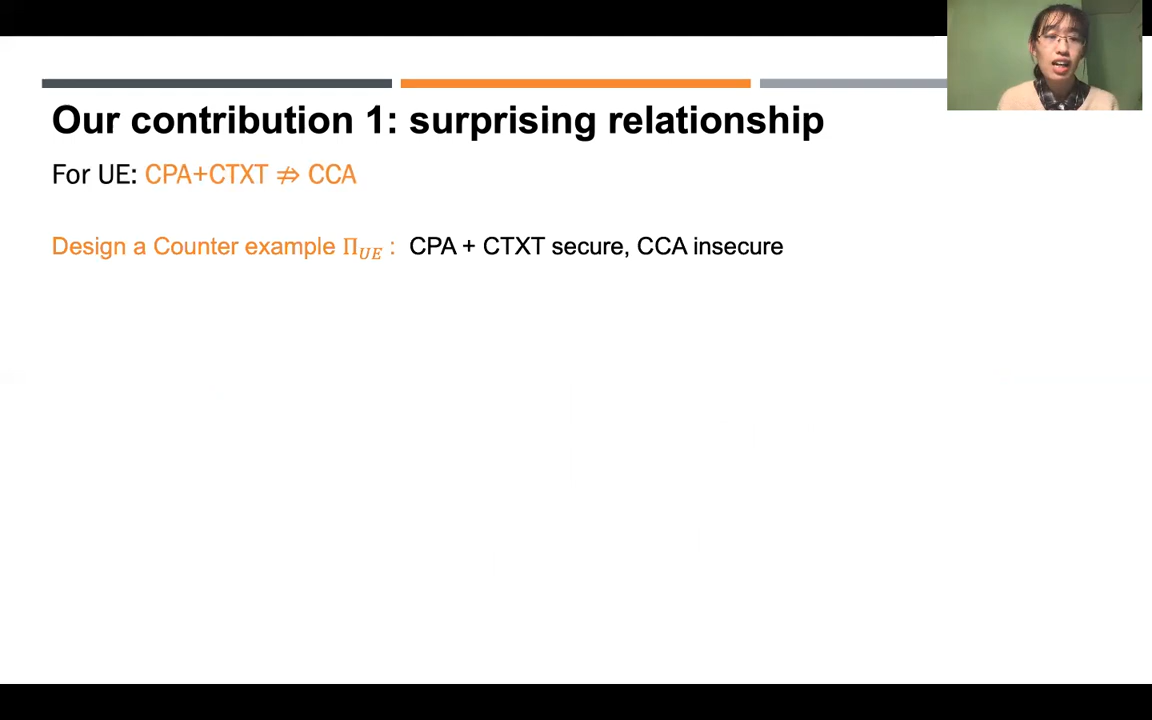 Our contribution 1: surprising relationship
For UE: CPA+CTXT ⇏ CCA
Design a Counter example Π_UE : CPA + CTXT secure, CCA insecure